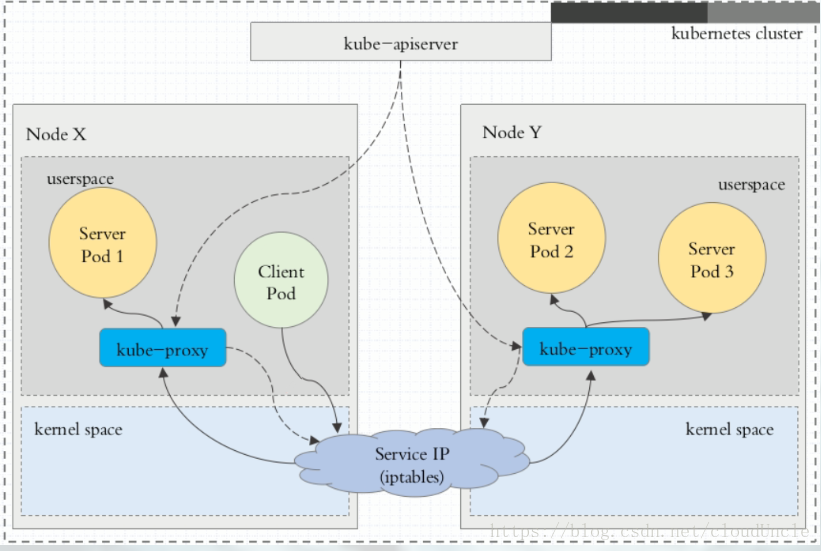 kube-apiserver
kubernetes cluster
Node X
userspace
Server
Pod 1
Client
Pod
kube-proxy
kernel space
Node Y
userspace
Server
Pod 2
Server
Pod 3
kube-proxy
kernel space
Service IP
(iptables)
https://blog.csdn.net/cloudUncle